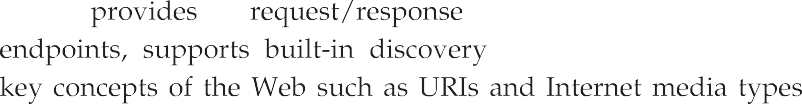 provides request/response
endpoints, supports built-in discovery
key concepts of the Web such as URIs and Internet media types